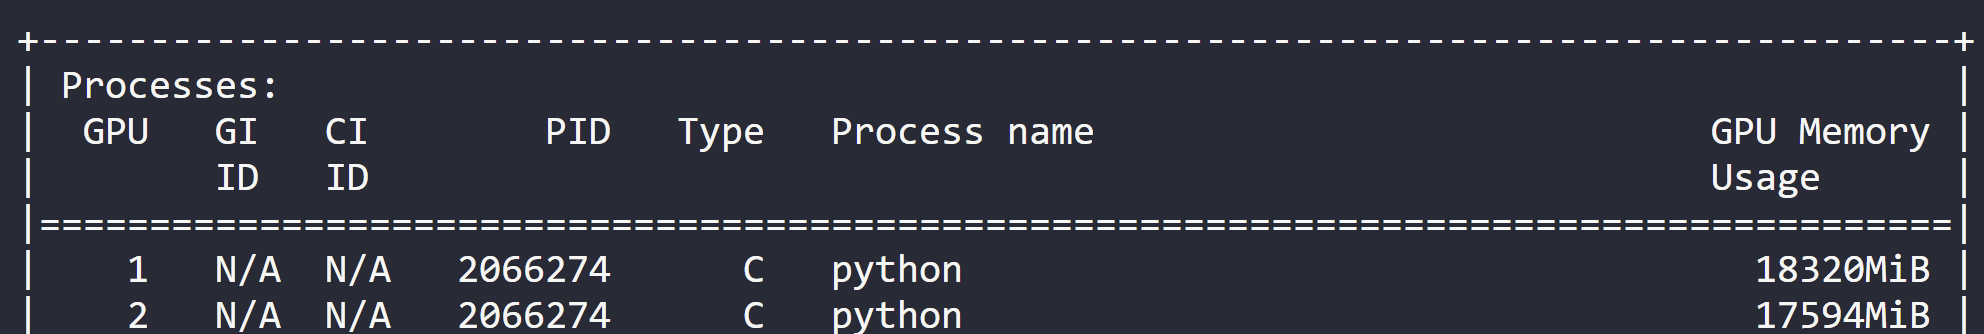 +---------------------------------------------------------------------------------------+
| Processes:                                                                            |
|  GPU   GI   CI        PID   Type   Process name                            GPU Memory |
|        ID   ID                                                             Usage      |
|=======================================================================================|
|    1   N/A  N/A   2066274      C   python                                    18320MiB |
|    2   N/A  N/A   2066274      C   python                                    17594MiB |